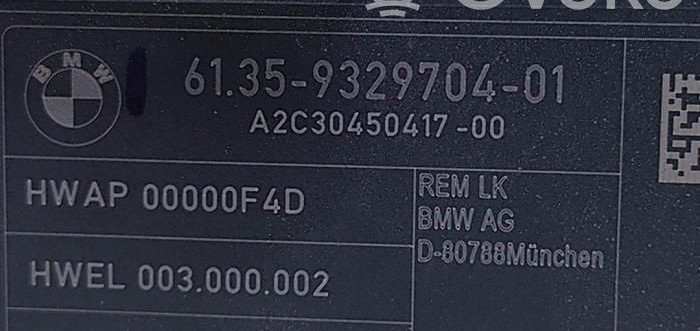 BMW
61.35-9329704-01
A2C30450417-00
HWAP 00000F4D
REM LK
BMW AG
D-80788München
HWEL 003.000.002